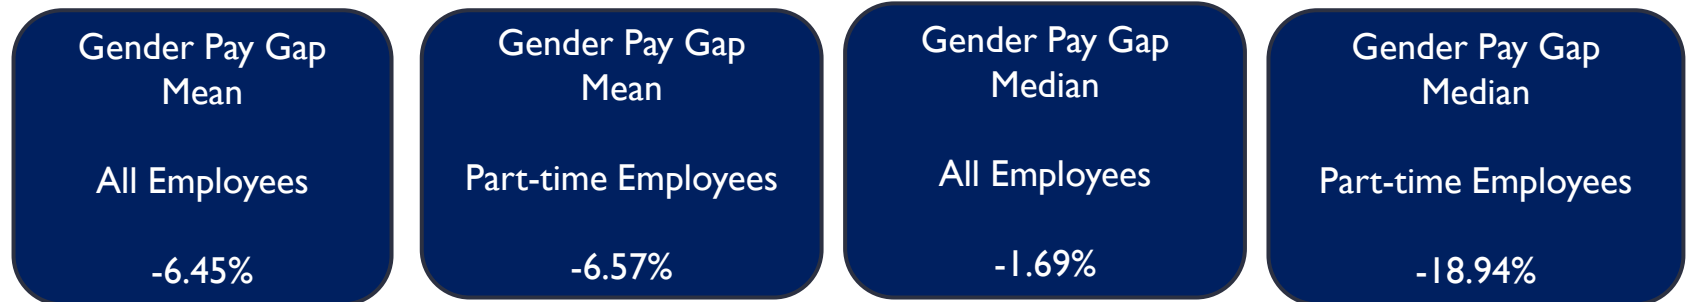 Gender Pay Gap
Mean
All Employees
-6.45%
Gender Pay Gap
Mean
Part-time Employees
-6.57%
Gender Pay Gap
Median
All Employees
-1.69%
Gender Pay Gap
Median
Part-time Employees
-18.94%